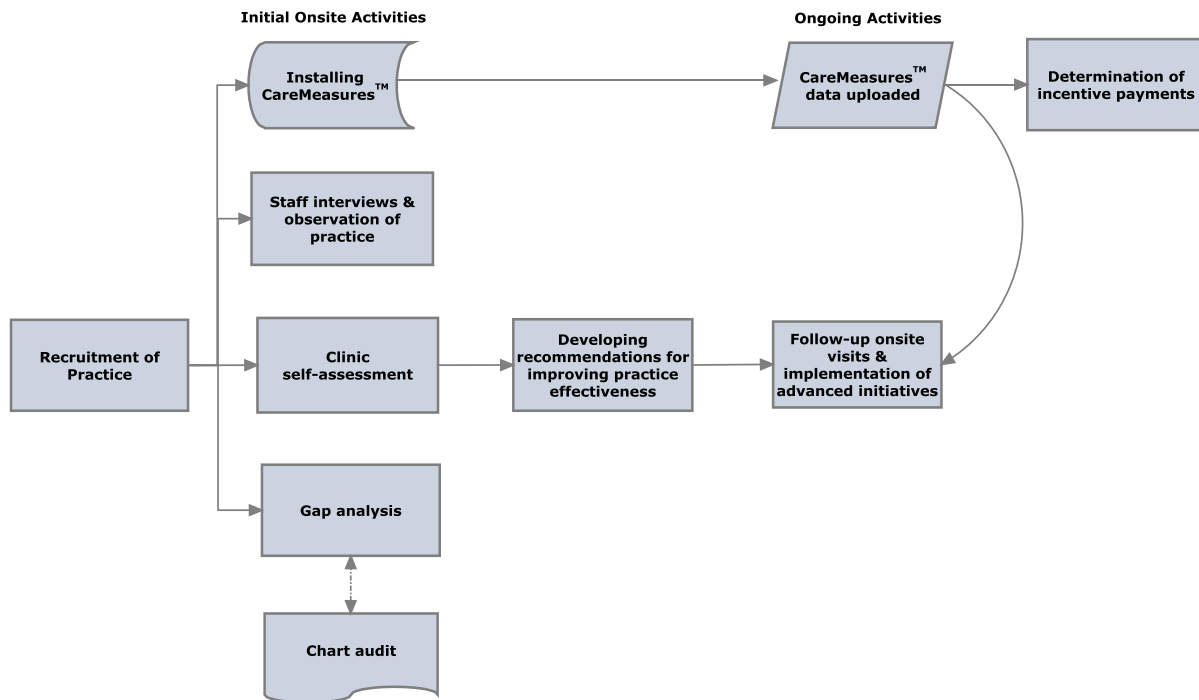 Initial Onsite Activities
Ongoing Activities
Installing
CareMeasures™
CareMeasures™
data uploaded
Determination of
incentive payments
Staff interviews &
observation of
practice
Recruitment of
Practice
Clinic
self-assessment
Developing
recommendations for
improving practice
effectiveness
Follow-up onsite
visits &
implementation of
advanced initiatives
Gap analysis
Chart audit